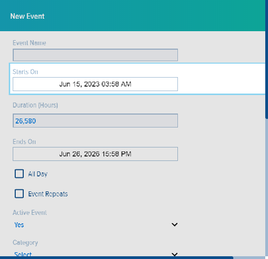 New Event
Event Name
Starts On
Jun 15, 2023 03:58 AM
Duration (Hours)
26,580
Ends On
Jun 26, 2026 15:58 PM
All Day
Event Repeats
Active Event
Yes
Category
Select